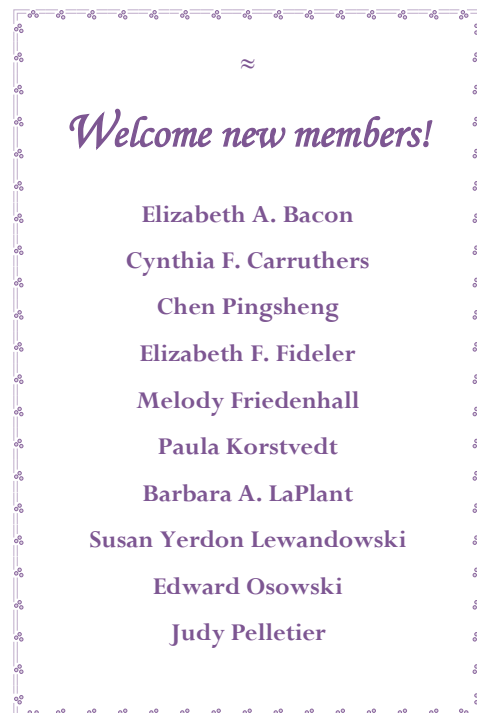 ≈
Welcome new members!
Elizabeth A. Bacon
Cynthia F. Carruthers
Chen Pingsheng
Elizabeth F. Fideler
Melody Friedenhall
Paula Korstvedt
Barbara A. LaPlant
Susan Yerdon Lewandowski
Edward Osowski
Judy Pelletier